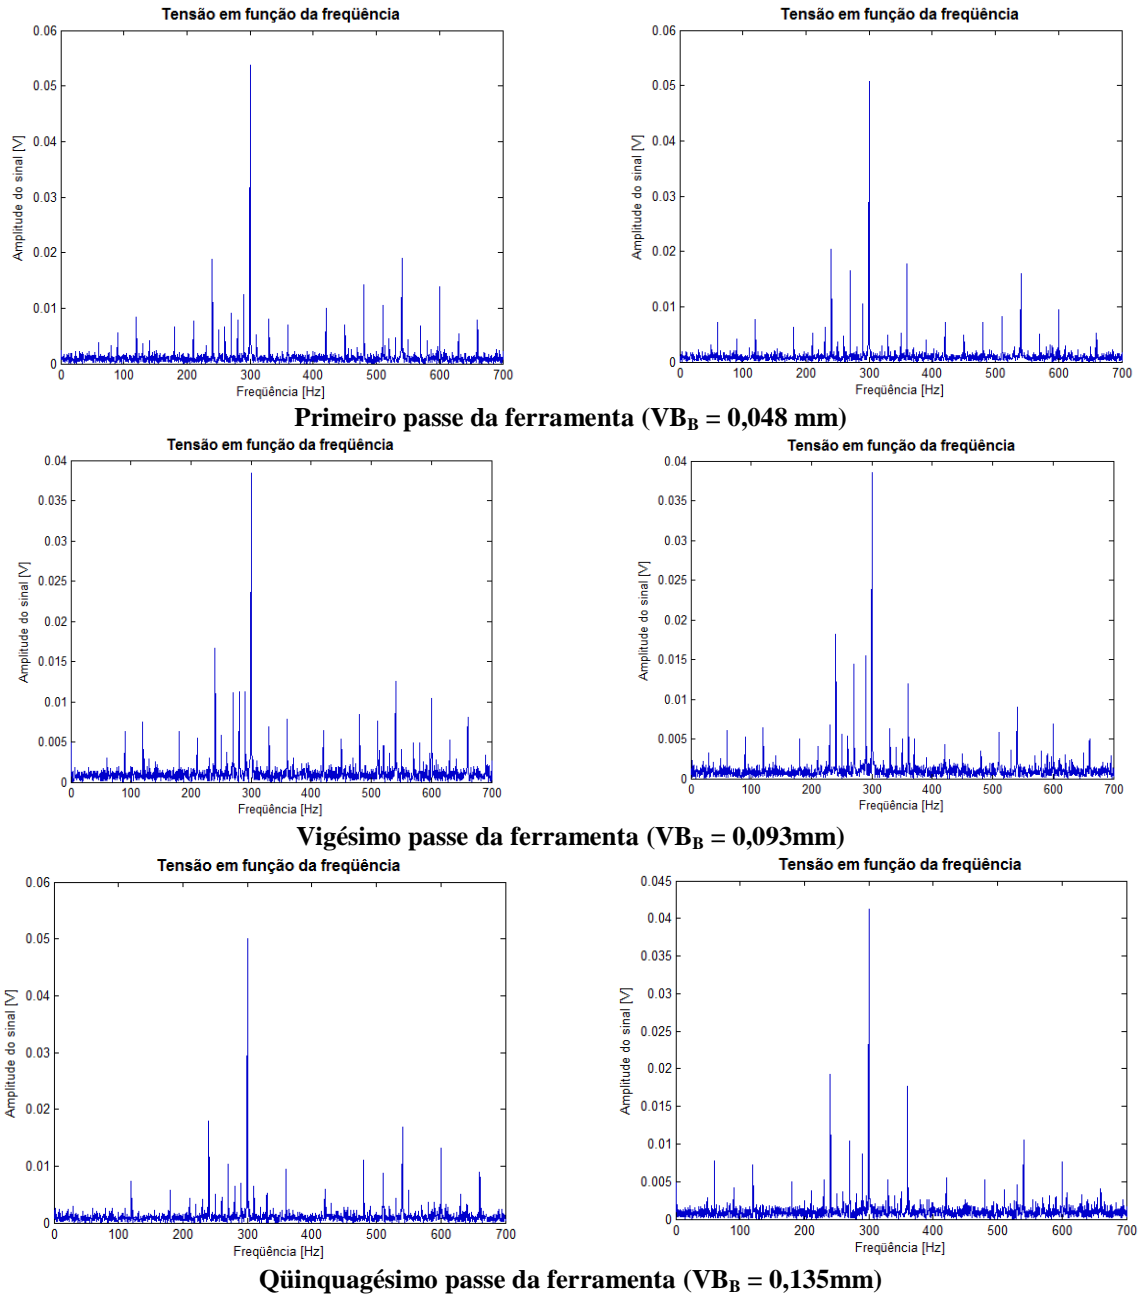 Tensão em função da freqüência
Amplitude do sinal [V]
0.06
0.05
0.04
0.03
0.02
0.01
0
0 100 200 300 400 500 600 700
Freqüência [Hz]
Tensão em função da freqüência
Amplitude do sinal [V]
0.06
0.05
0.04
0.03
0.02
0.01
0
0 100 200 300 400 500 600 700
Freqüência [Hz]
Primeiro passe da ferramenta (VB_B = 0,048 mm)
Tensão em função da freqüência
Amplitude do sinal [V]
0.04
0.035
0.03
0.025
0.02
0.015
0.01
0.005
0
0 100 200 300 400 500 600 700
Freqüência [Hz]
Tensão em função da freqüência
Amplitude do sinal [V]
0.04
0.035
0.03
0.025
0.02
0.015
0.01
0.005
0
0 100 200 300 400 500 600 700
Freqüência [Hz]
Vigésimo passe da ferramenta (VB_B = 0,093mm)
Tensão em função da freqüência
Amplitude do sinal [V]
0.06
0.05
0.04
0.03
0.02
0.01
0
0 100 200 300 400 500 600 700
Freqüência [Hz]
Tensão em função da freqüência
Amplitude do sinal [V]
0.045
0.04
0.035
0.03
0.025
0.02
0.015
0.01
0.005
0
0 100 200 300 400 500 600 700
Freqüência [Hz]
Qüinquagésimo passe da ferramenta (VB_B = 0,135mm)